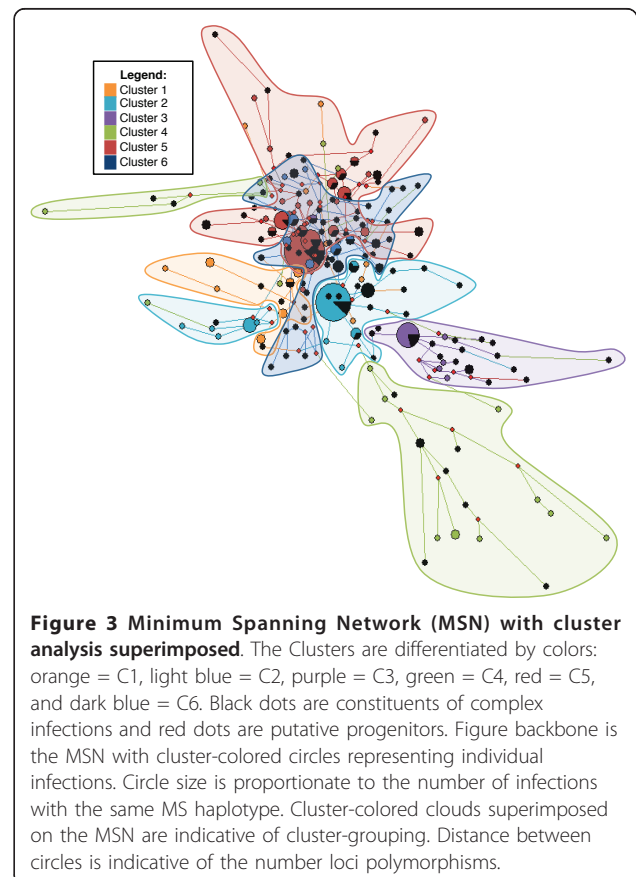 Legend:
Cluster 1
Cluster 2
Cluster 3
Cluster 4
Cluster 5
Cluster 6
Figure 3 Minimum Spanning Network (MSN) with cluster
analysis superimposed. The Clusters are differentiated by colors:
orange = C1, light blue = C2, purple = C3, green = C4, red = C5,
and dark blue = C6. Black dots are constituents of complex
infections and red dots are putative progenitors. Figure backbone is
the MSN with cluster-colored circles representing individual
infections. Circle size is proportionate to the number of infections
with the same MS haplotype. Cluster-colored clouds superimposed
on the MSN are indicative of cluster-grouping. Distance between
circles is indicative of the number loci polymorphisms.